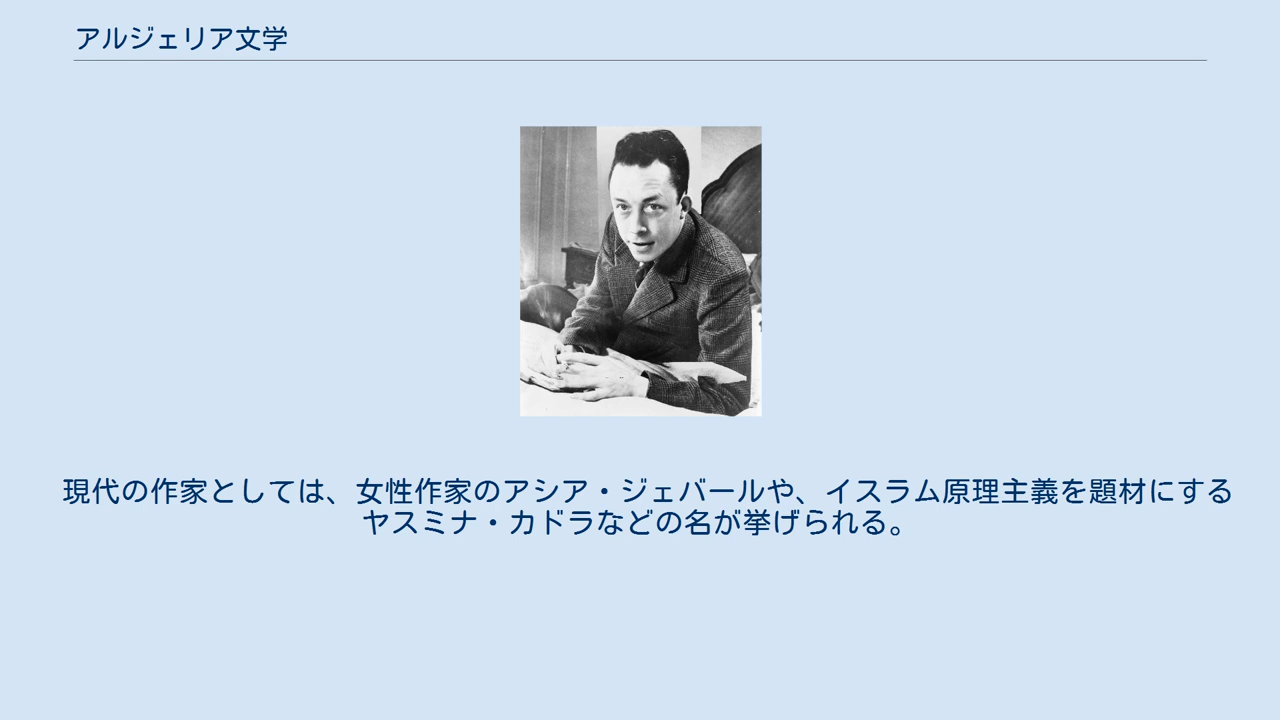 アルジェリア文学
現代の作家としては、女性作家のアシア・ジェバールや、イスラム原理主義を題材にする
ヤスミナ・カドラなどの名が挙げられる。